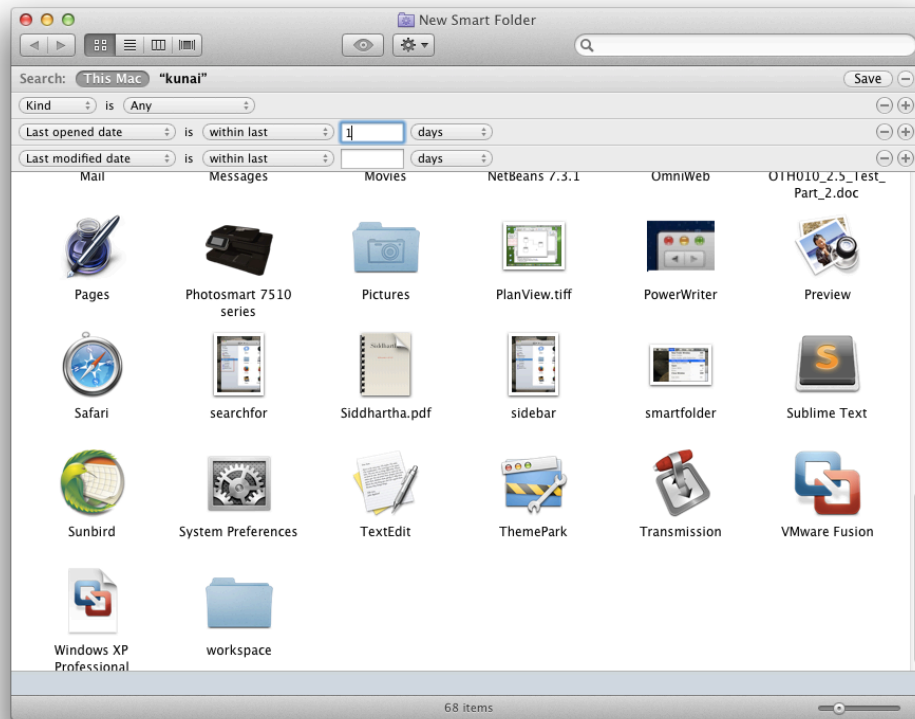 New Smart Folder
Search: This Mac “kunai” Save
Kind is Any
Last opened date is within last 1 days
Last modified date is within last days
Mail Messages Movies NetBeans 7.3.1 OmniWeb OTH010_2.5_Test_
Part_2.doc
Pages Photosmart 7510 Pictures PlanView.tiff PowerWriter Preview
series
Siddhartha
S
Safari searchfor Siddhartha.pdf sidebar smartfolder Sublime Text
Sunbird System Preferences TextEdit ThemePark Transmission VMware Fusion
Windows XP workspace
Professional
68 items